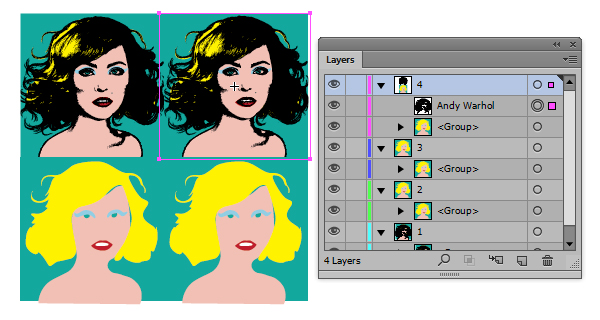 Layers
4
Andy Warhol
<Group>
3
<Group>
2
<Group>
1
4 Layers